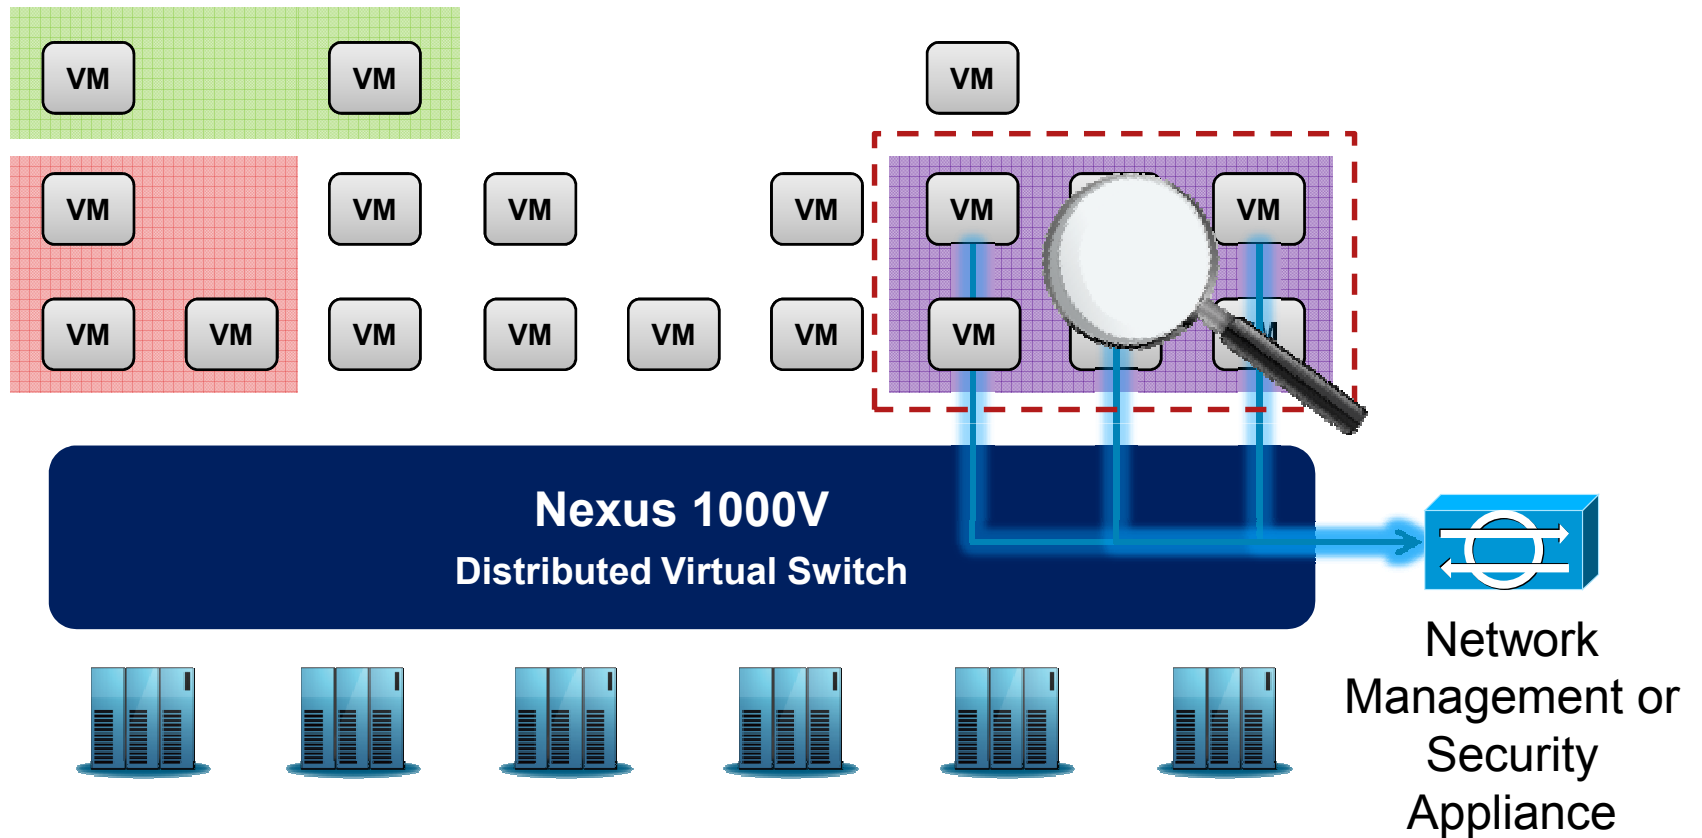 VM VM VM
VM VM VM VM VM VM
VM VM VM VM VM VM VM VM
Nexus 1000V
Distributed Virtual Switch
Network
Management or
Security
Appliance